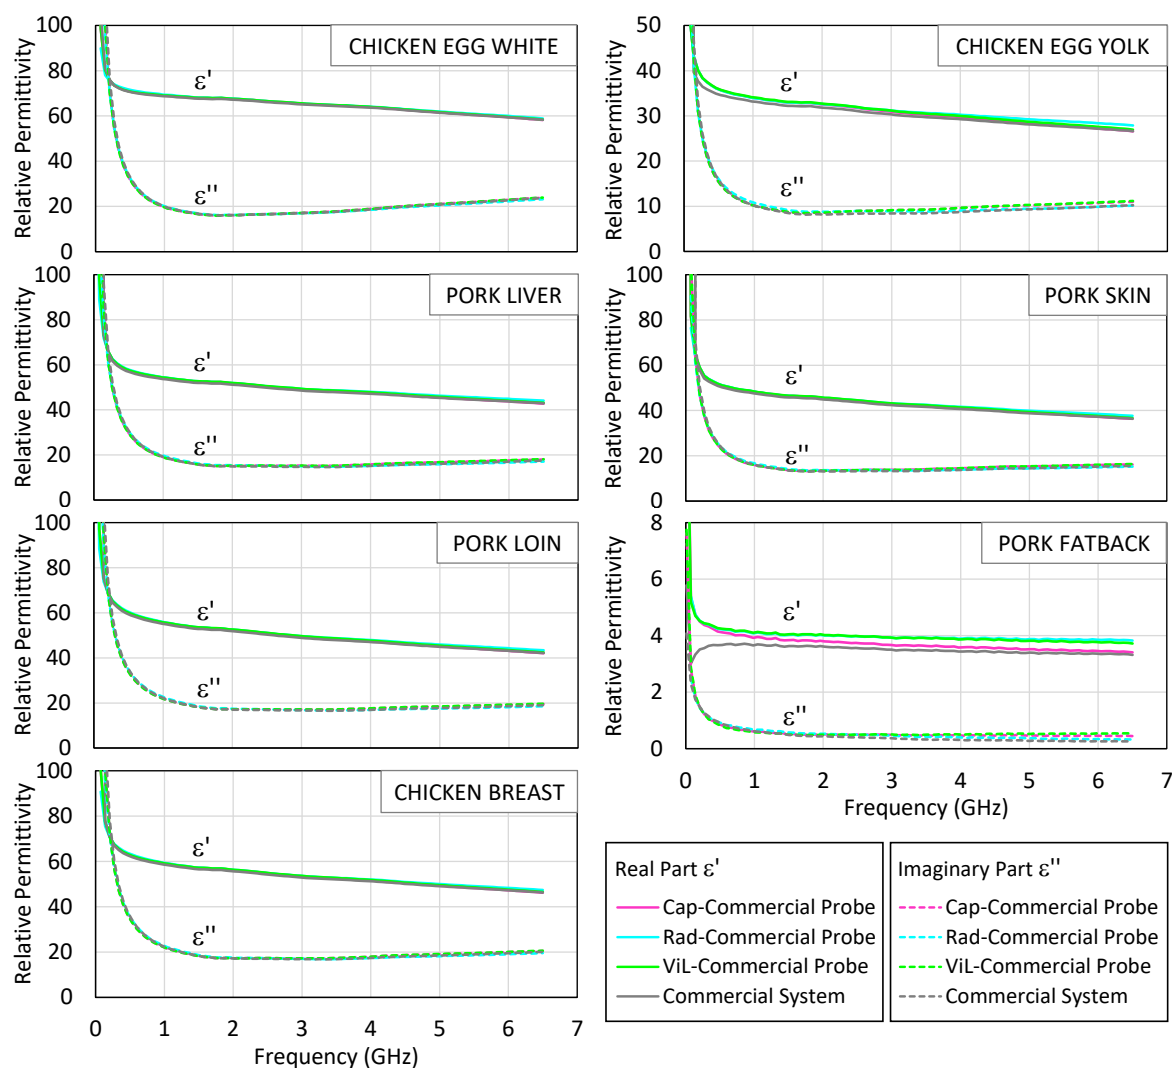 CHICKEN EGG WHITE
Relative Permittivity
100
80
60
40
20
0
ε'
ε''
CHICKEN EGG YOLK
Relative Permittivity
50
40
30
20
10
0
ε'
ε''
PORK LIVER
Relative Permittivity
100
80
60
40
20
0
ε'
ε''
PORK SKIN
Relative Permittivity
100
80
60
40
20
0
ε'
ε''
PORK LOIN
Relative Permittivity
100
80
60
40
20
0
ε'
ε''
PORK FATBACK
Relative Permittivity
8
6
4
2
0
ε'
ε''
0 1 2 3 4 5 6 7
Frequency (GHz)
CHICKEN BREAST
Relative Permittivity
100
80
60
40
20
0
ε'
ε''
0 1 2 3 4 5 6 7
Frequency (GHz)
Real Part ε'
Cap-Commercial Probe
Rad-Commercial Probe
ViL-Commercial Probe
Commercial System
Imaginary Part ε''
Cap-Commercial Probe
Rad-Commercial Probe
ViL-Commercial Probe
Commercial System